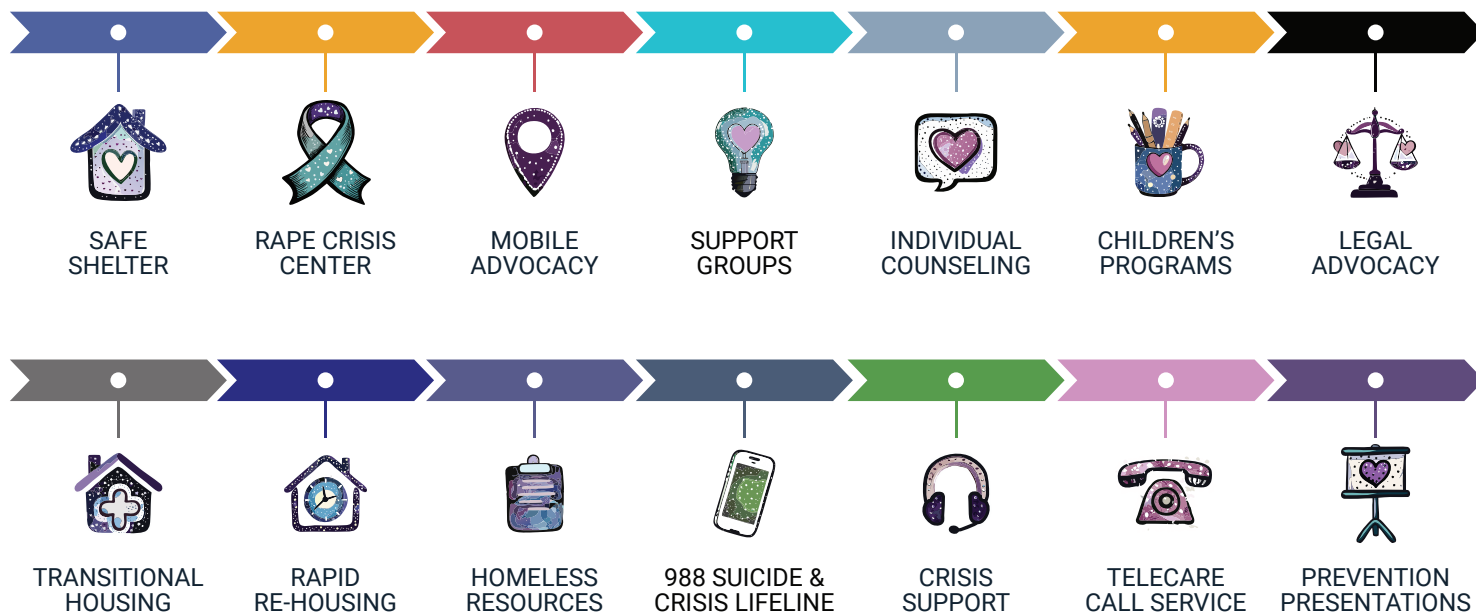 SAFE
SHELTER
RAPE CRISIS
CENTER
MOBILE
ADVOCACY
SUPPORT
GROUPS
INDIVIDUAL
COUNSELING
CHILDREN’S
PROGRAMS
LEGAL
ADVOCACY
TRANSITIONAL
HOUSING
RAPID
RE-HOUSING
HOMELESS
RESOURCES
988 SUICIDE &
CRISIS LIFELINE
CRISIS
SUPPORT
TELECARE
CALL SERVICE
PREVENTION
PRESENTATIONS